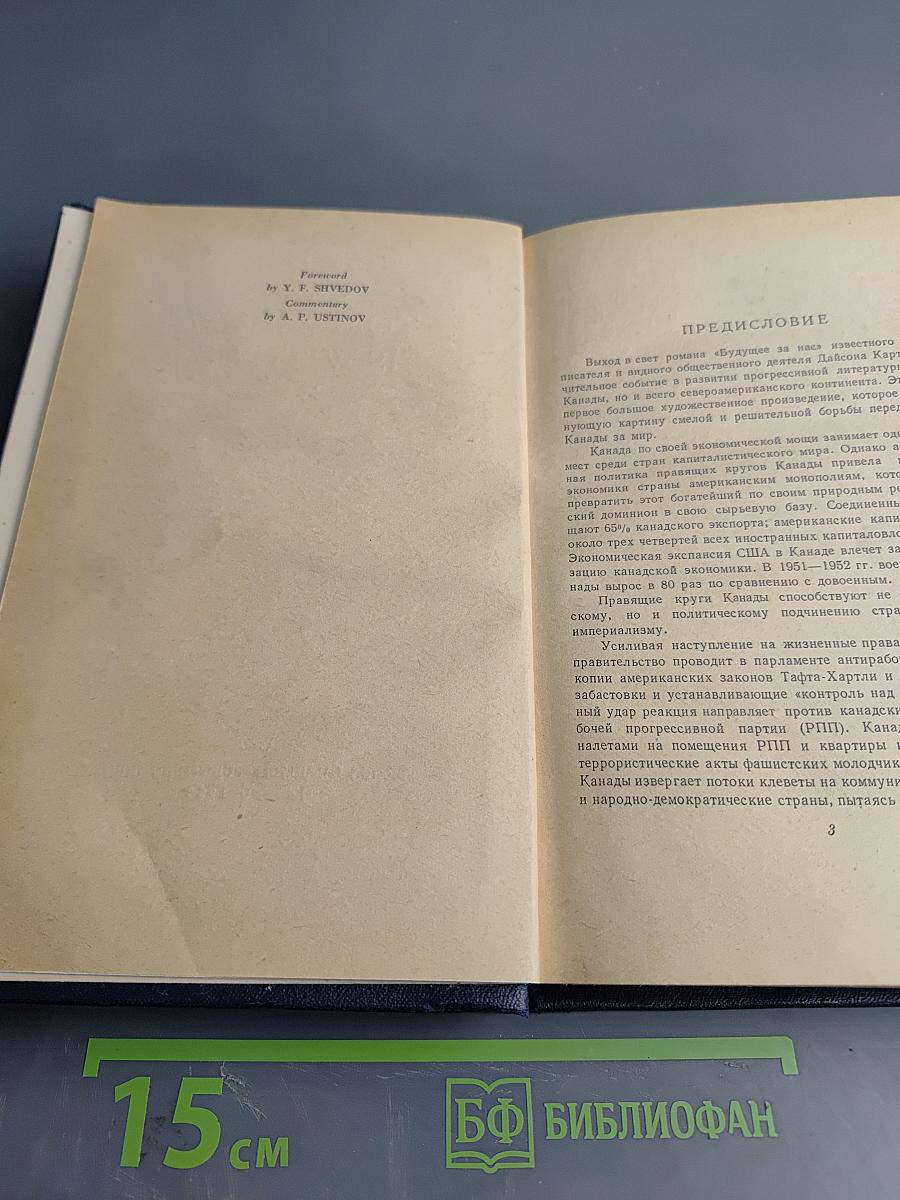 Foreword
by Y. F. SHVEDOV
Commentary
by A. P. USTINOV
ПРЕДИСЛОВИЕ
Выход в свет романа «Будущее за нас» известного
писателя и видного общественного деятеля Дайсона Карт
чительное событие в развитии прогрессивной литератур
Канады, но и всего североамериканского континента. Эт
первое большое художественное произведение, которое
нующую картину смелой и решительной борьбы перед
Канады за мир.
Канада по своей экономической мощи занимает од
мест среди стран капиталистического мира. Однако а
ная политика правящих кругов Канады привела
экономики страны американским монополиям, кото
превратить этот богатейший по своим природным ре
ский доминион в свою сырьевую базу. Соединенны
щают 65% канадского экспорта; американские капи
около трех четвертей всех иностранных капиталовло
Экономическая экспансия США в Канаде влечет за
зацию канадской экономики. В 1951—1952 гг. вое
нады вырос в 80 раз по сравнению с довоенным.
Правящие круги Канады способствуют не
скому, но и политическому подчинению стра
империализму.
Усиливая наступление на жизненные права
правительство проводит в парламенте антирабо
копии американских законов Тафта-Хартли и
забастовки и устанавливающие «контроль над
ный удар реакция направляет против канадски
бочей прогрессивной партии (РПП). Кана
налетами на помещения РПП и квартиры
террористические акты фашистских молодчик
Канады извергает потоки клеветы на коммуни
и народно-демократические страны, пытаясь
3
15 см
БФ БИБЛИОФАН